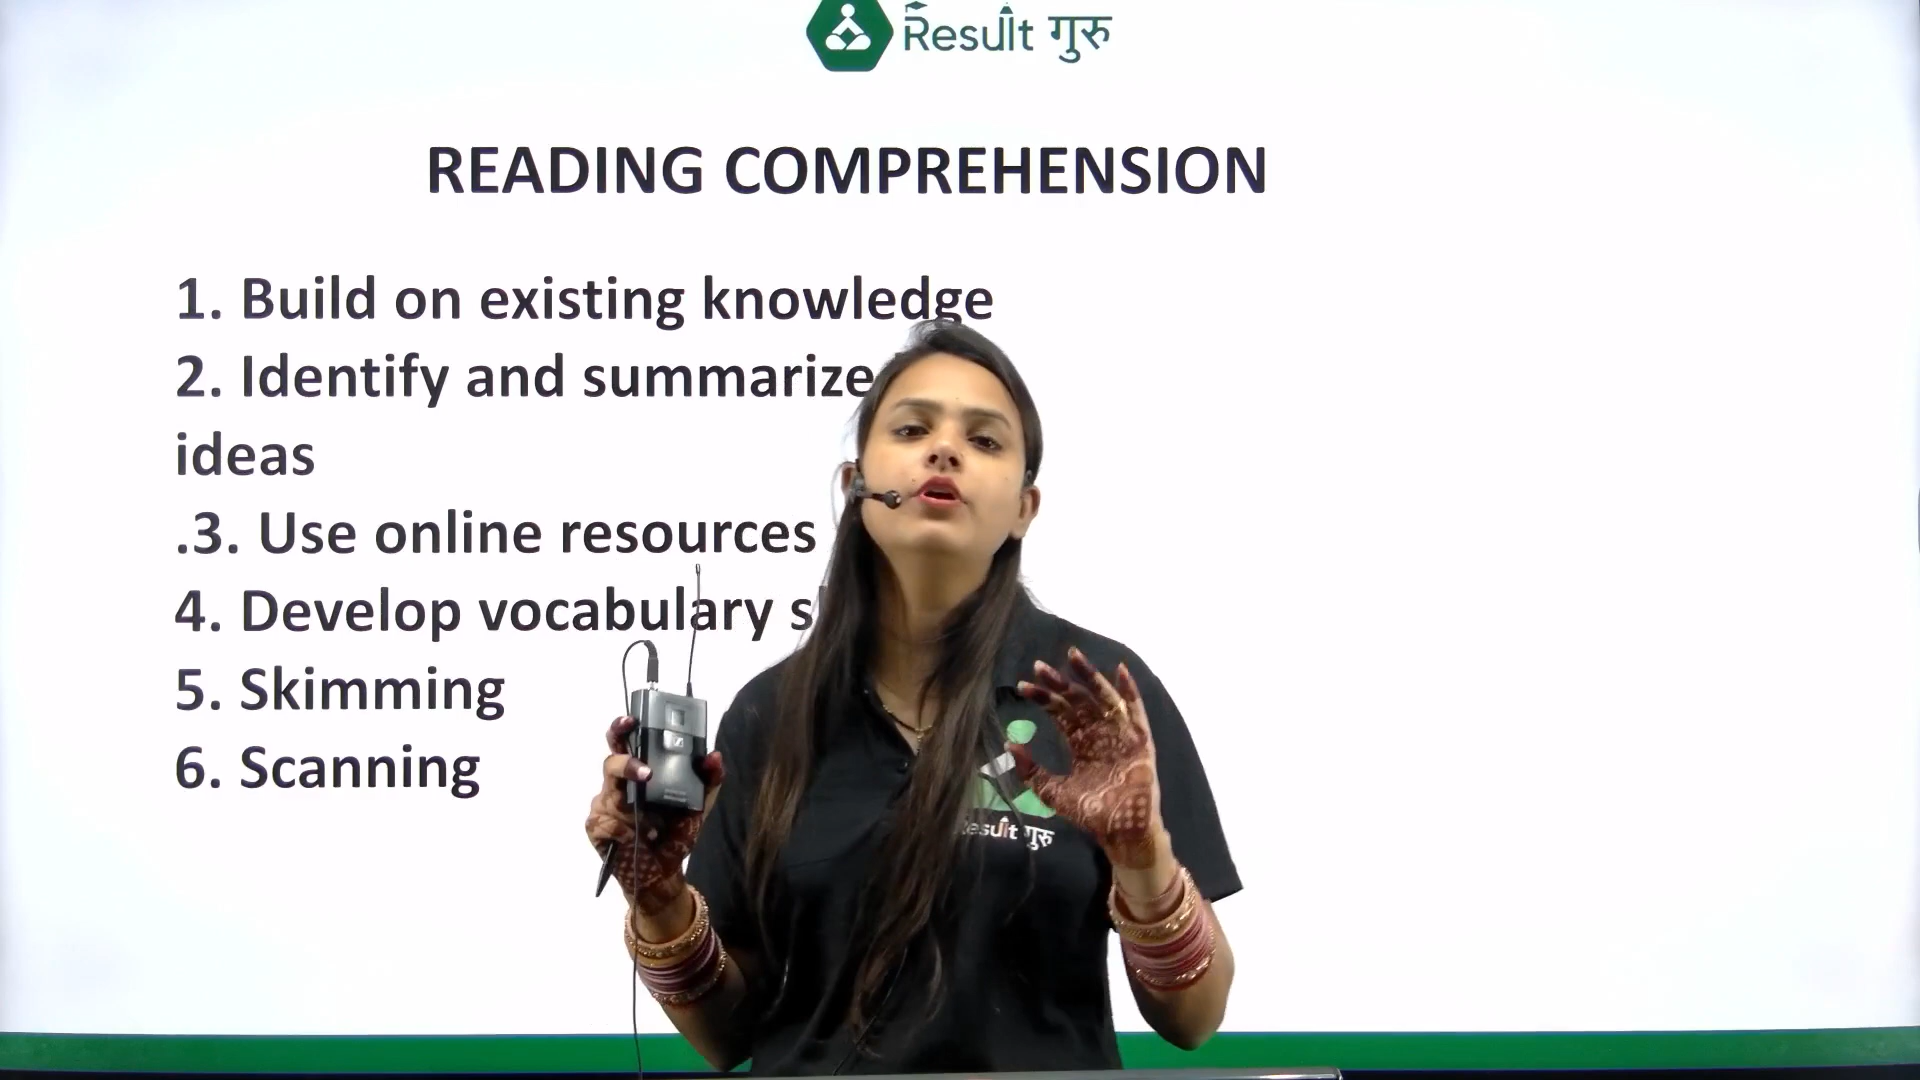 Result गुरु
READING COMPREHENSION
1. Build on existing knowledge
2. Identify and summarize
ideas
.3. Use online resources
4. Develop vocabulary
5. Skimming
6. Scanning
Result गुरु